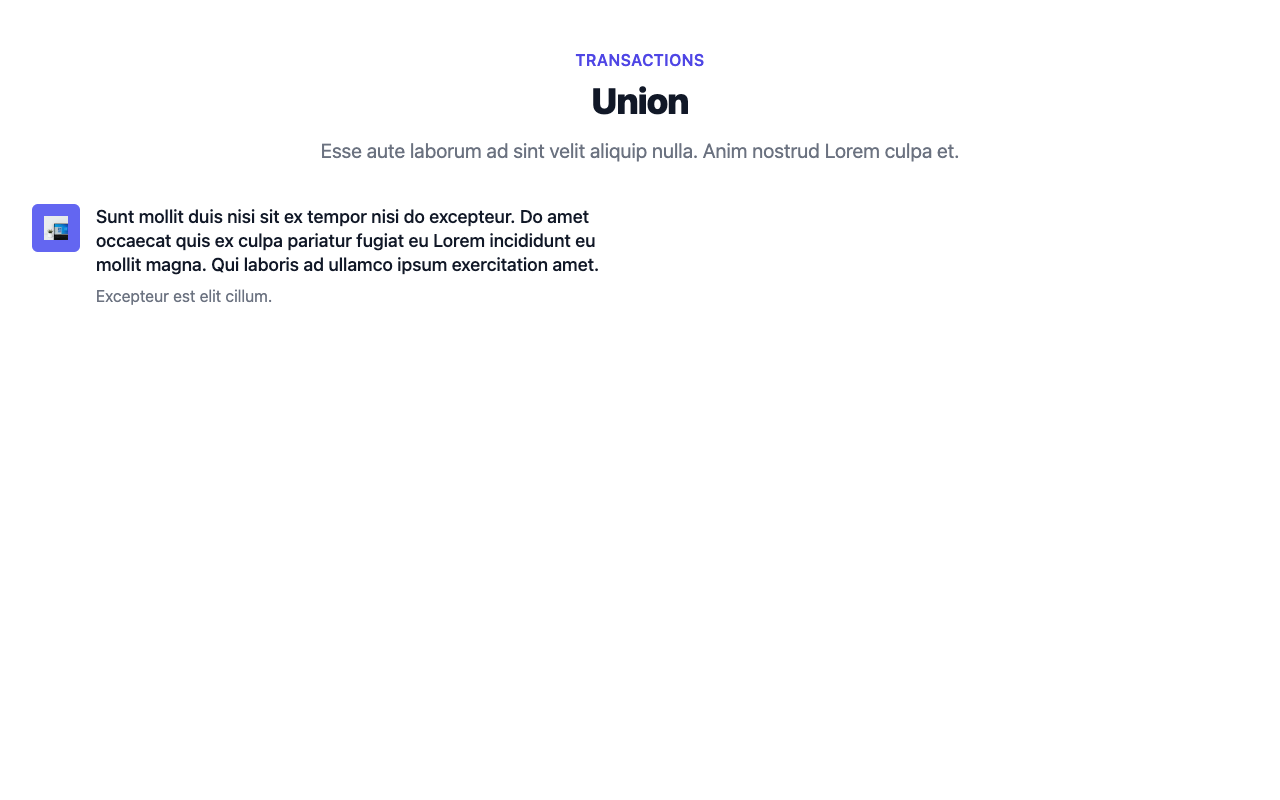 TRANSACTIONS
Union
Esse aute laborum ad sint velit aliquip nulla. Anim nostrud Lorem culpa et.
Sunt mollit duis nisi sit ex tempor nisi do excepteur. Do amet
occaecat quis ex culpa pariatur fugiat eu Lorem incididunt eu
mollit magna. Qui laboris ad ullamco ipsum exercitation amet.
Excepteur est elit cillum.